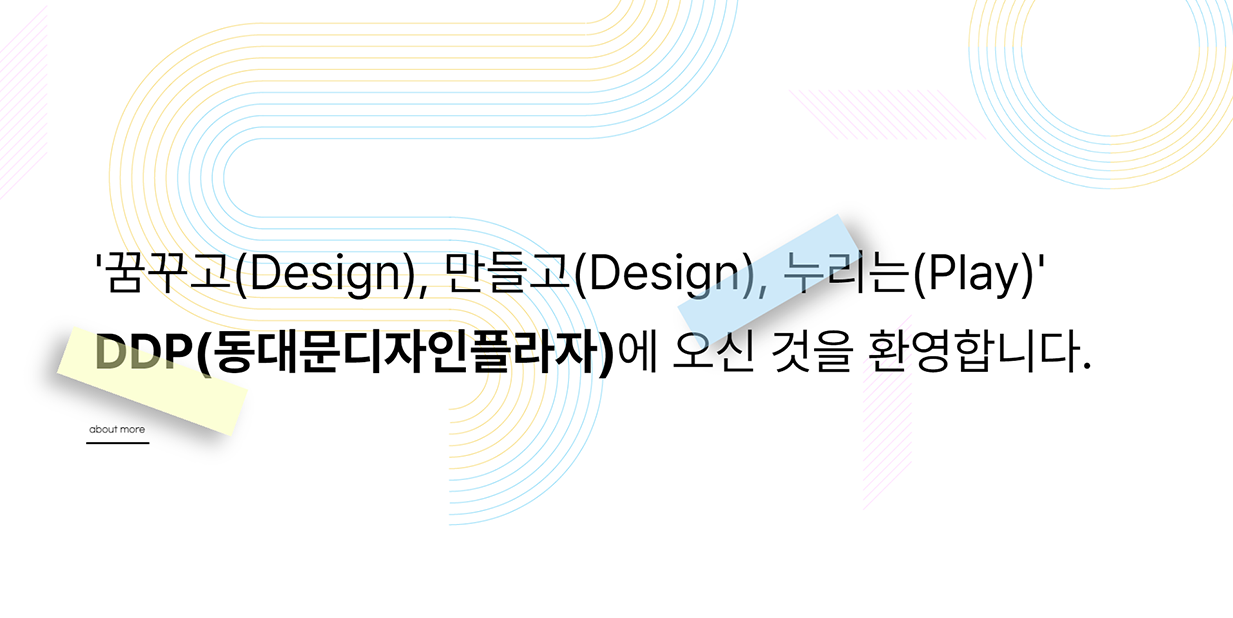 '꿈꾸고(Design), 만들고(Design), 누리는(Play)'
DDP(동대문디자인플라자)에 오신 것을 환영합니다.
about more